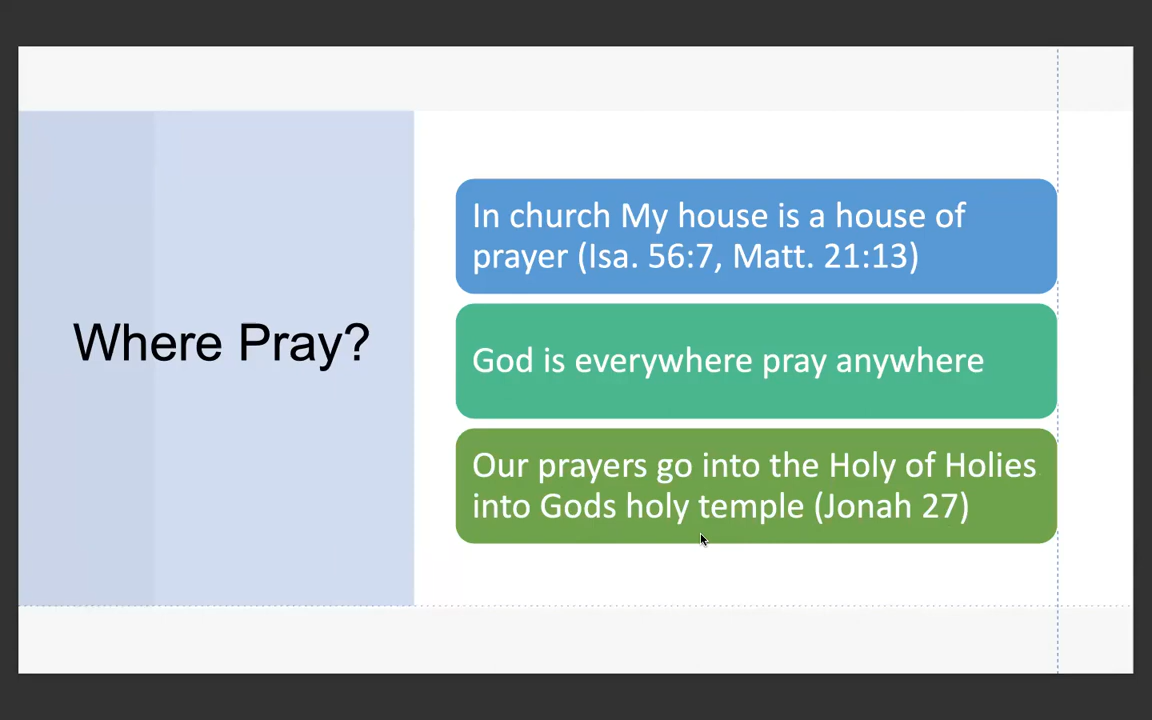 Where Pray?
In church My house is a house of
prayer (Isa. 56:7, Matt. 21:13)
God is everywhere pray anywhere
Our prayers go into the Holy of Holies
into Gods holy temple (Jonah 27)